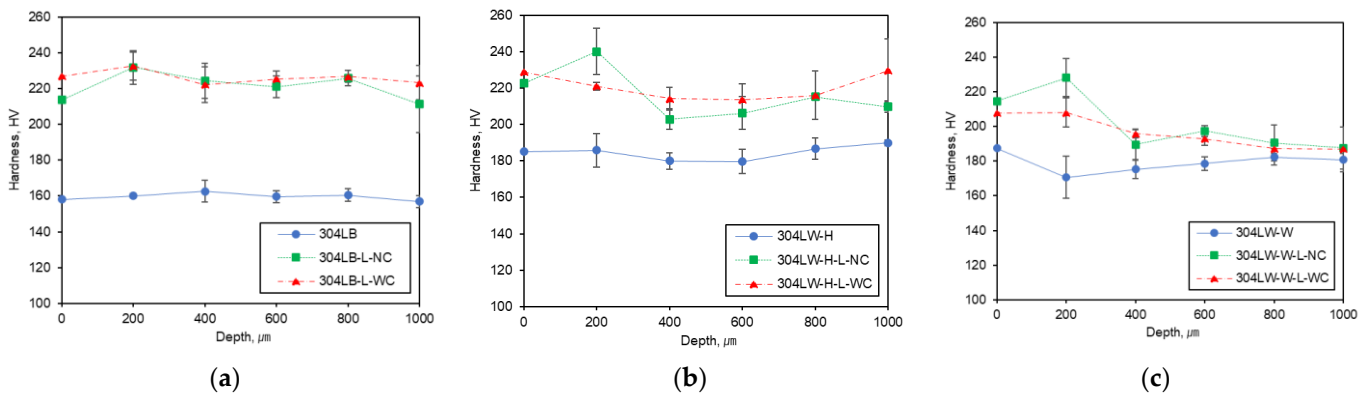 260
240
220
200
180
160
140
120
100
Hardness, HV
0 200 400 600 800 1000
Depth, μm
304LB
304LB-L-NC
304LB-L-WC
(a)
260
240
220
200
180
160
140
120
100
Hardness, HV
0 200 400 600 800 1000
Depth, μm
304LW-H
304LW-H-L-NC
304LW-H-L-WC
(b)
260
240
220
200
180
160
140
120
100
Hardness, HV
0 200 400 600 800 1000
Depth, μm
304LW-W
304LW-W-L-NC
304LW-W-L-WC
(c)